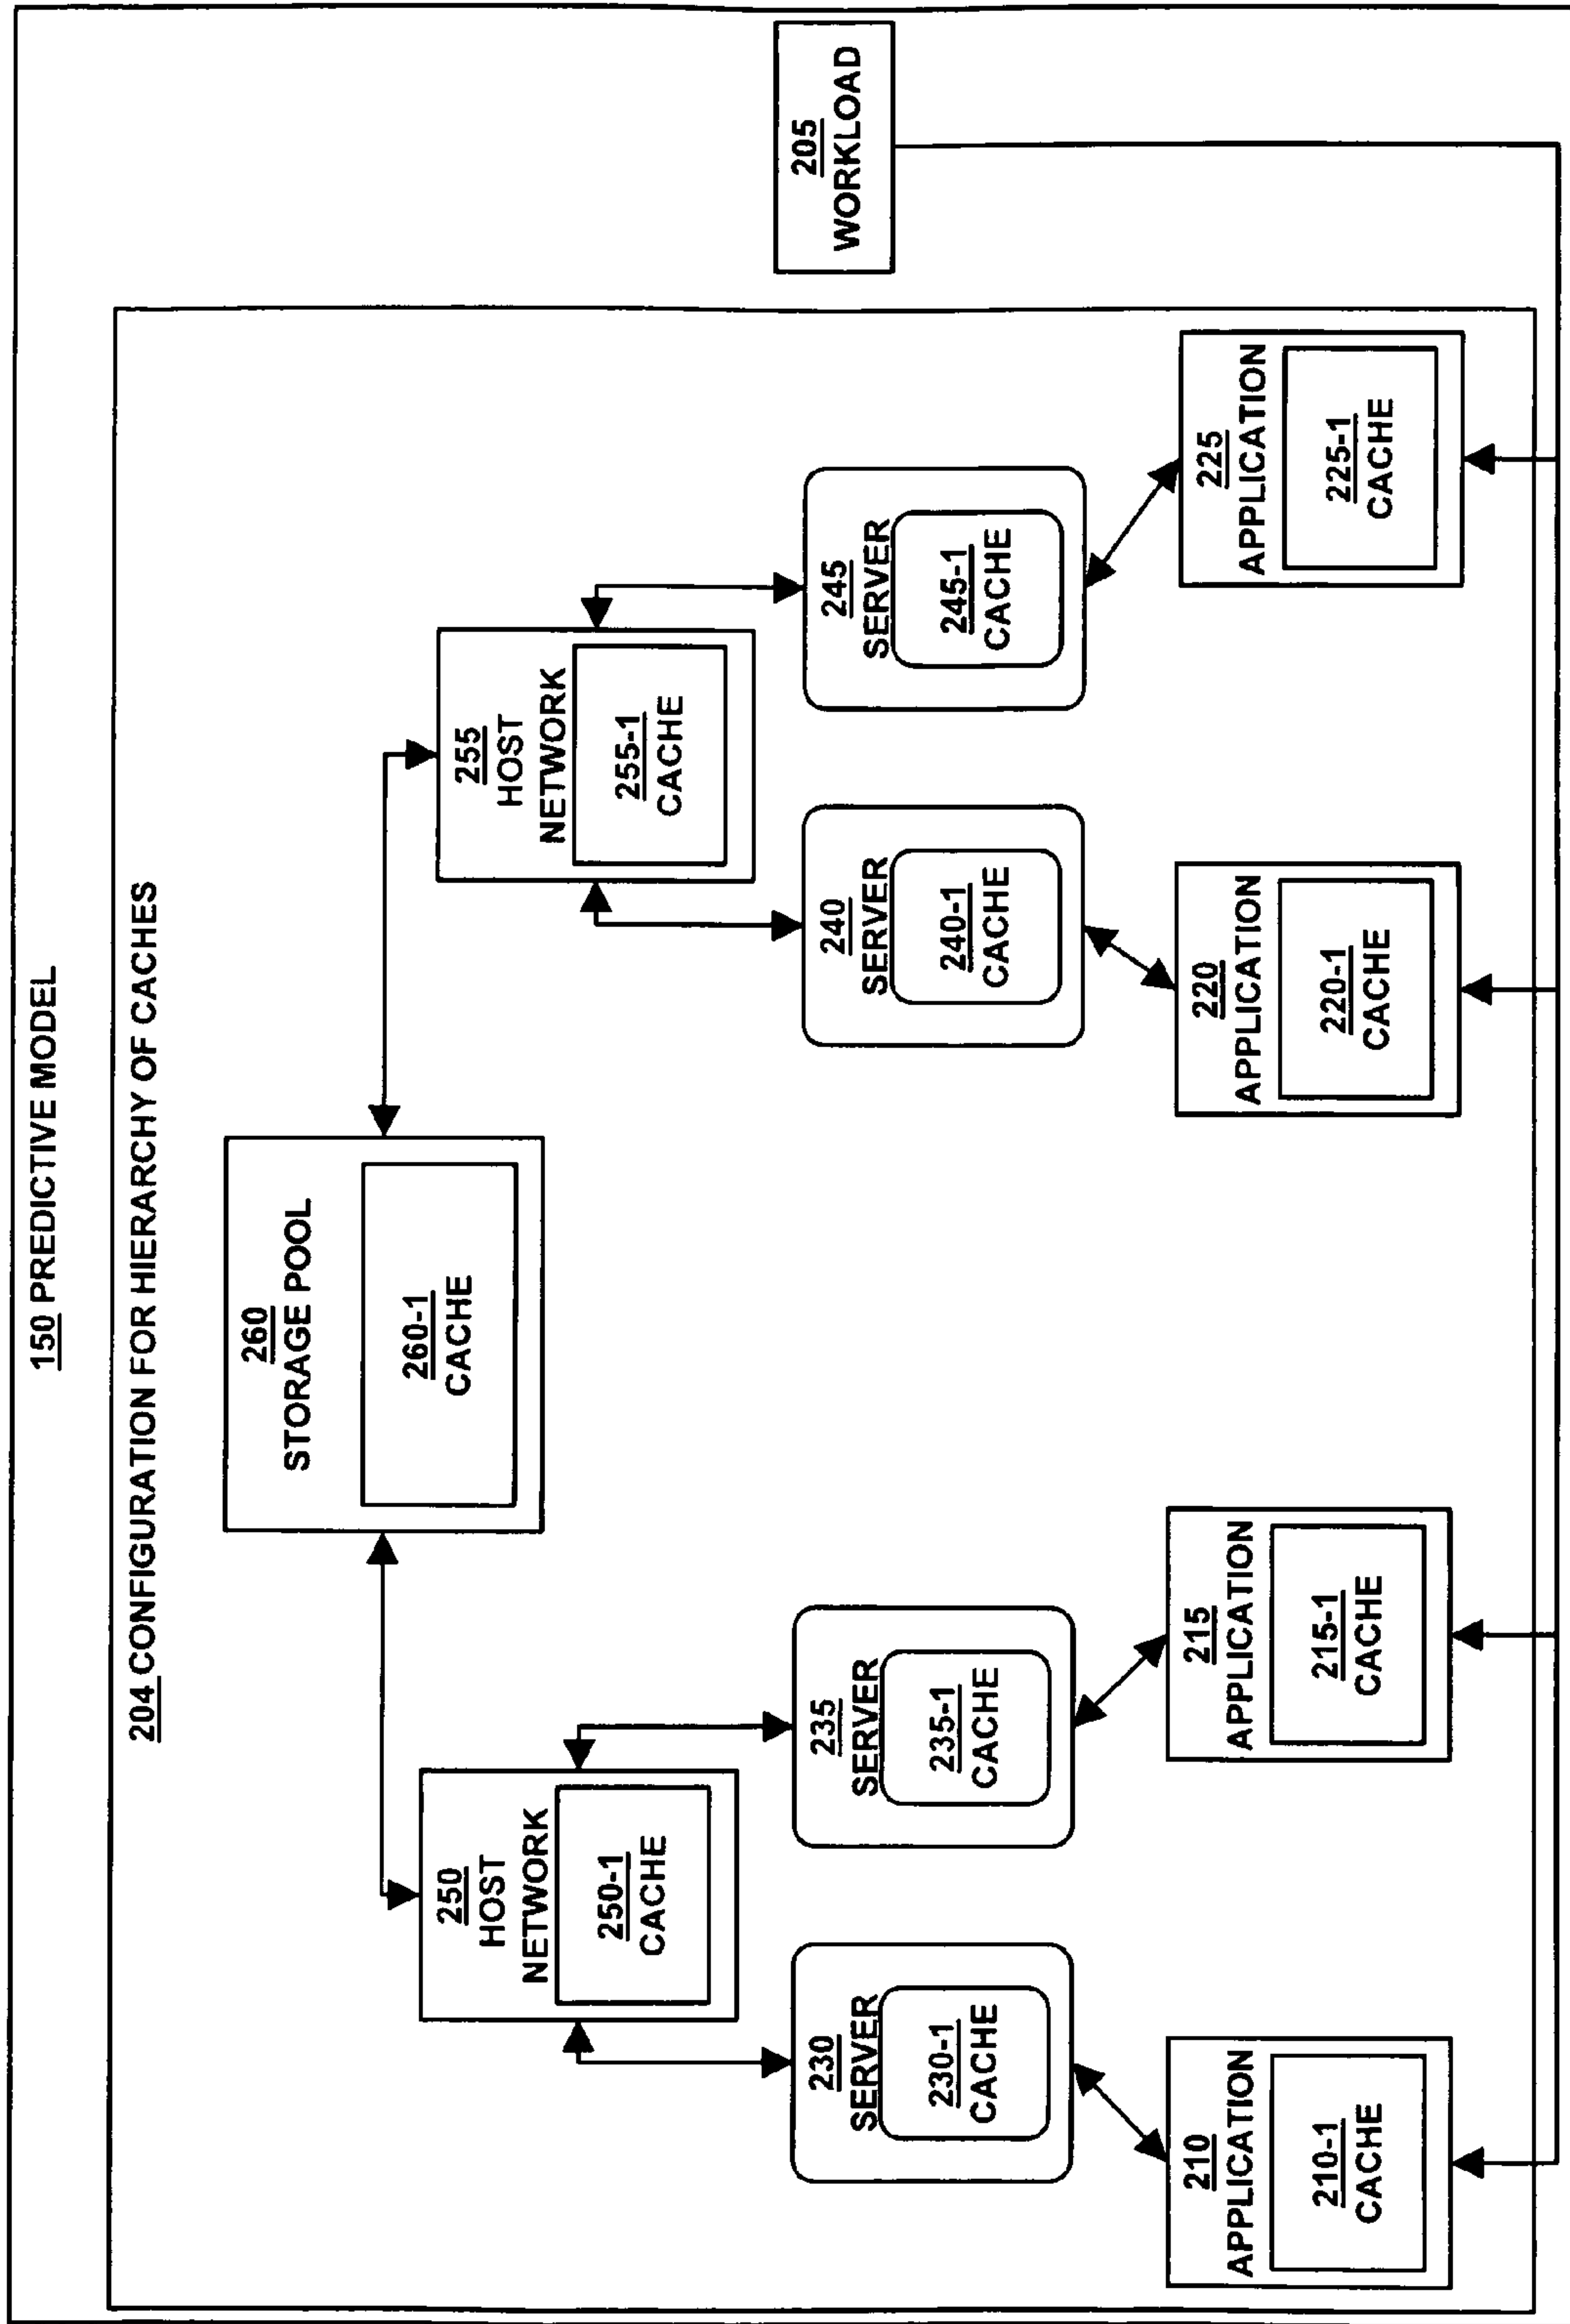 150 PREDICTIVE MODEL
204 CONFIGURATION FOR HIERARCHY OF CACHES
260
STORAGE POOL
260-1
CACHE
250
HOST
NETWORK
250-1
CACHE
255
HOST
NETWORK
255-1
CACHE
230
SERVER
230-1
CACHE
235
SERVER
235-1
CACHE
240
SERVER
240-1
CACHE
245
SERVER
245-1
CACHE
205
WORKLOAD
210
APPLICATION
210-1
CACHE
215
APPLICATION
215-1
CACHE
220
APPLICATION
220-1
CACHE
225
APPLICATION
225-1
CACHE